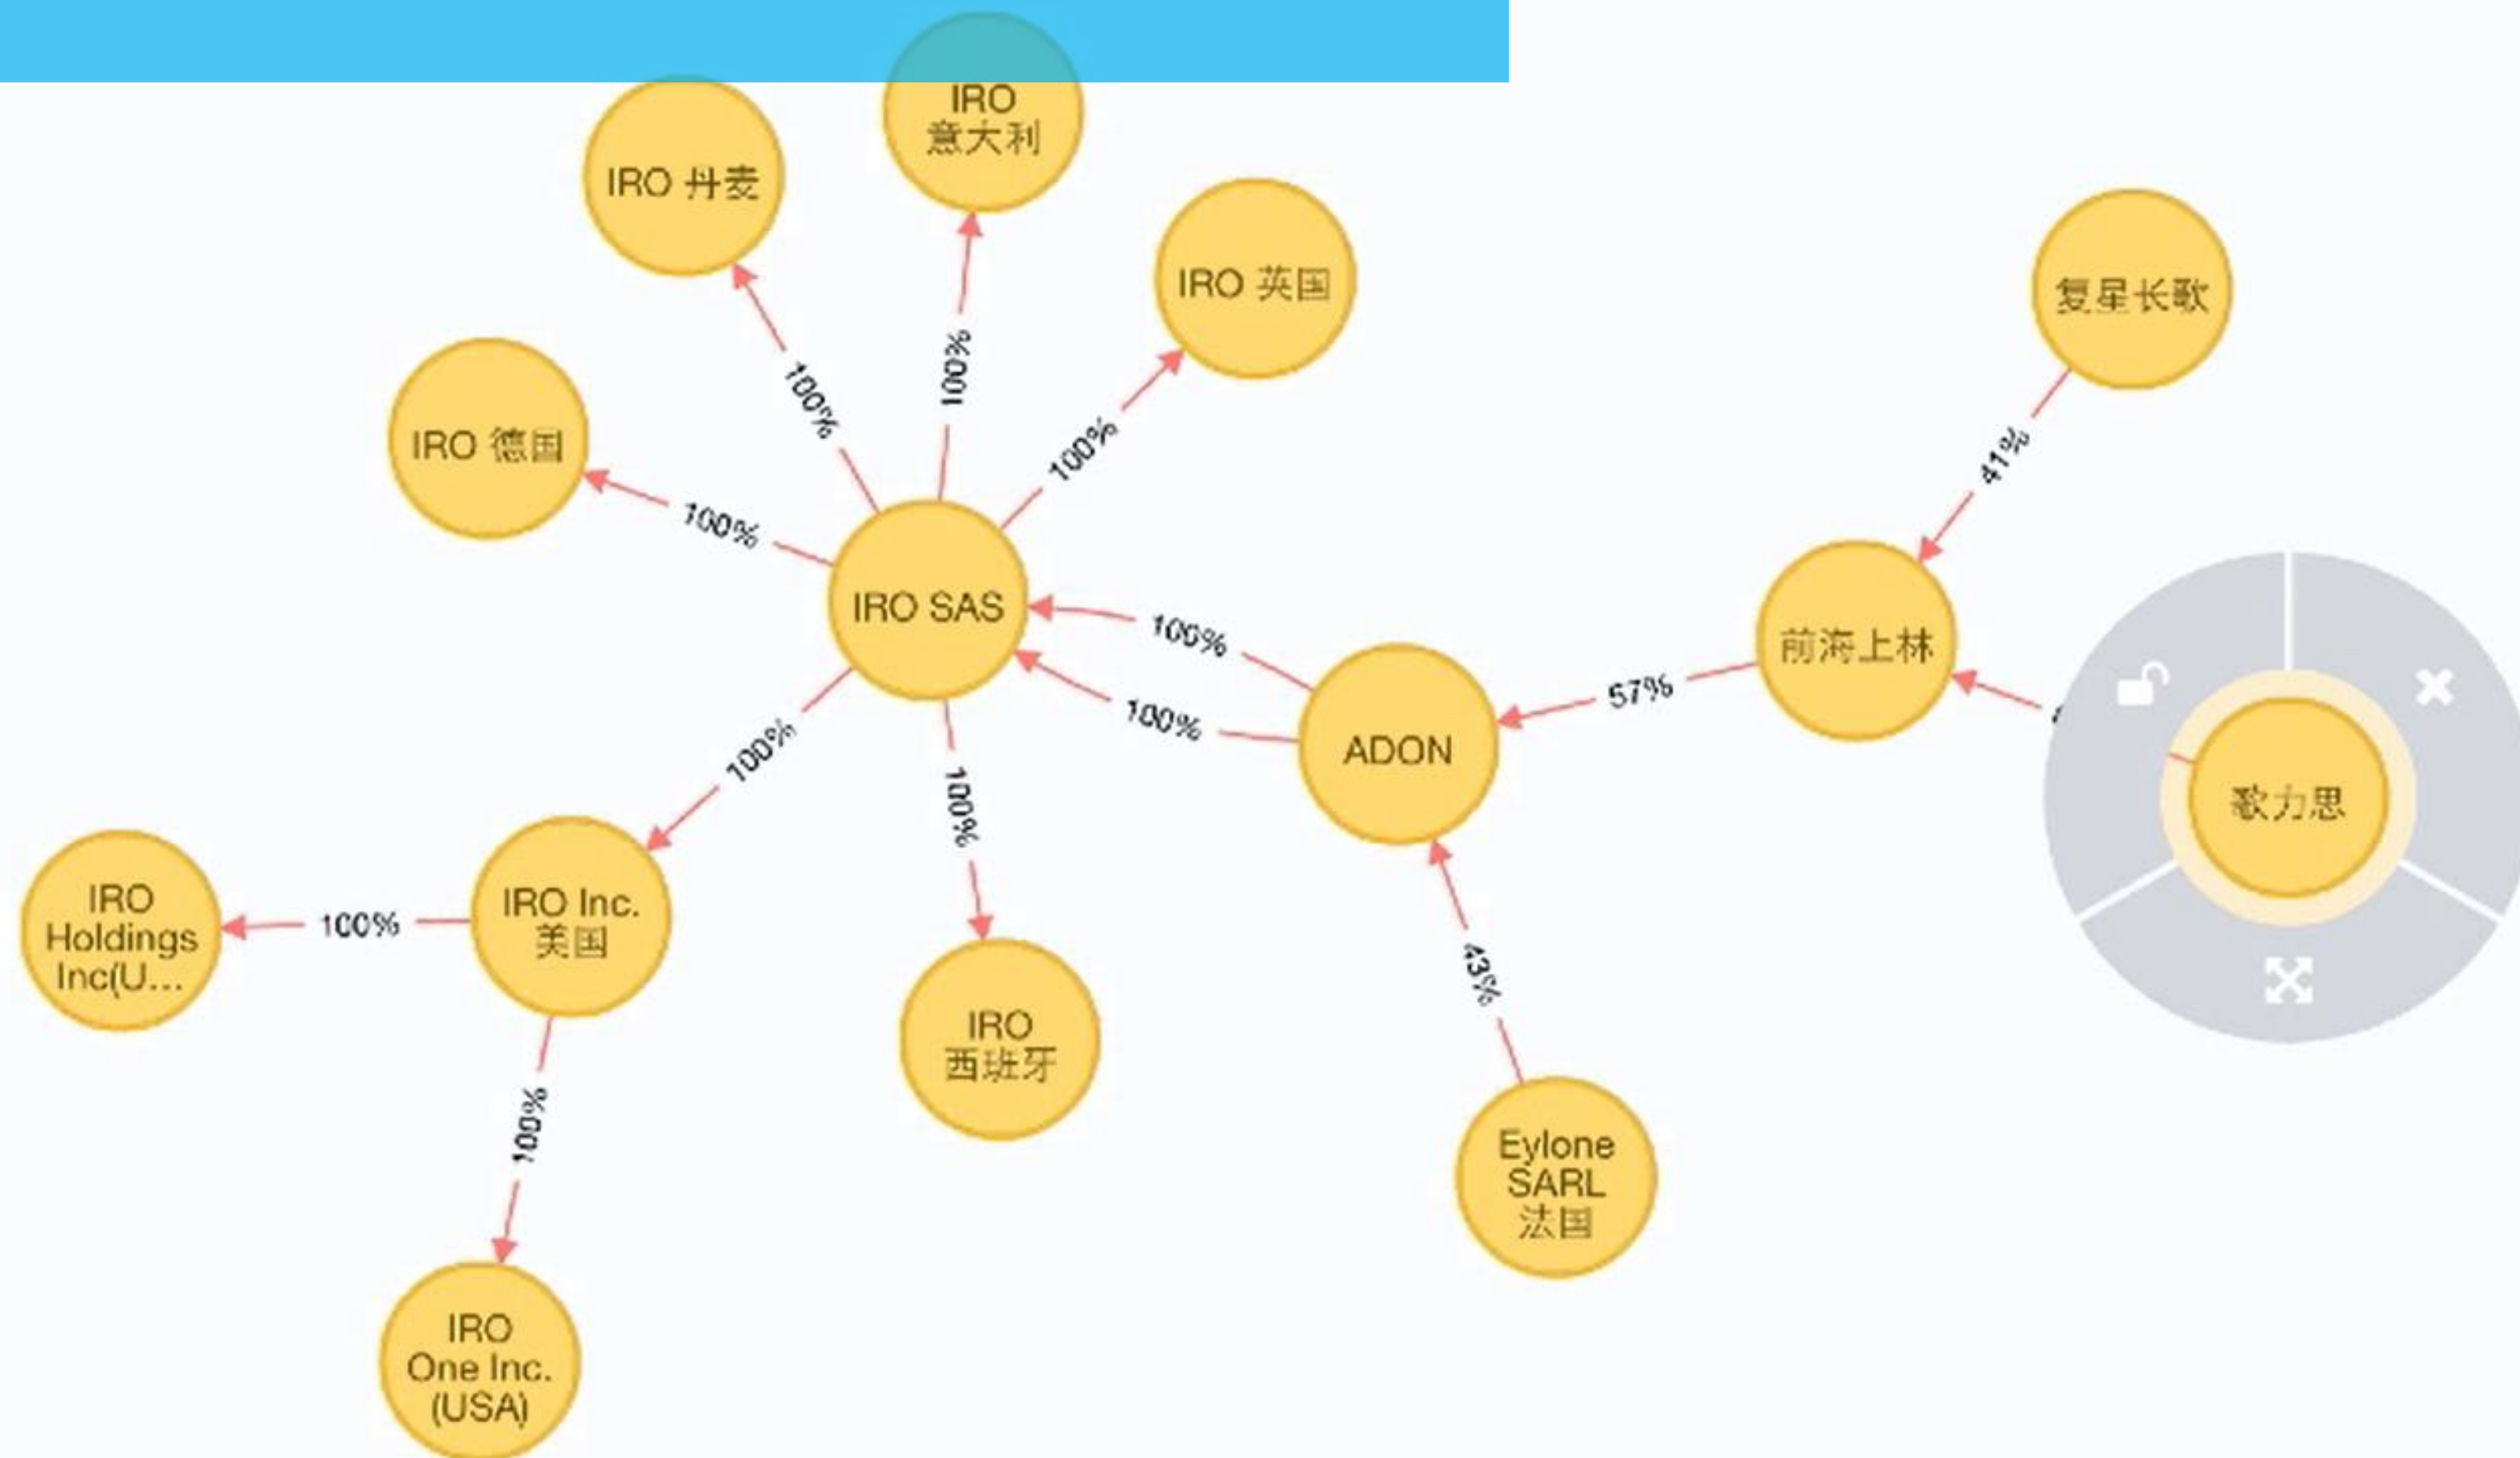 IRO
意大利
IRO 丹麦
IRO 英国
复星长歌
100%
100%
100%
41%
IRO 德国
100%
IRO SAS
100%
前海上林
57%
100%
ADON
100%
100%
歌力思
IRO
Holdings
Inc(U...
100%
IRO Inc.
美国
43%
IRO
西班牙
100%
Eylone
SARL
法国
IRO
One Inc.
(USA)